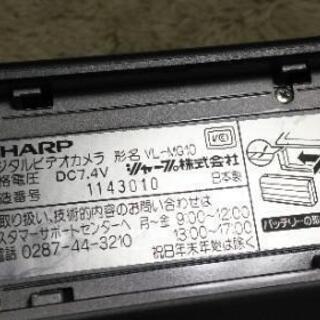 SHARP
ジタルビデオカメラ 形名 VL-MG10
格電圧 DC7.4V シャープ株式会社
造番号 1143010 日本製
取り扱い、技術的内容のお問い合わせは
スタマーサポートセンターへ 月~金 9:00~12:00
電話 0287-44-3210 13:00~17:00
祝日年末年始は除く
VCCI
バッテリーの取